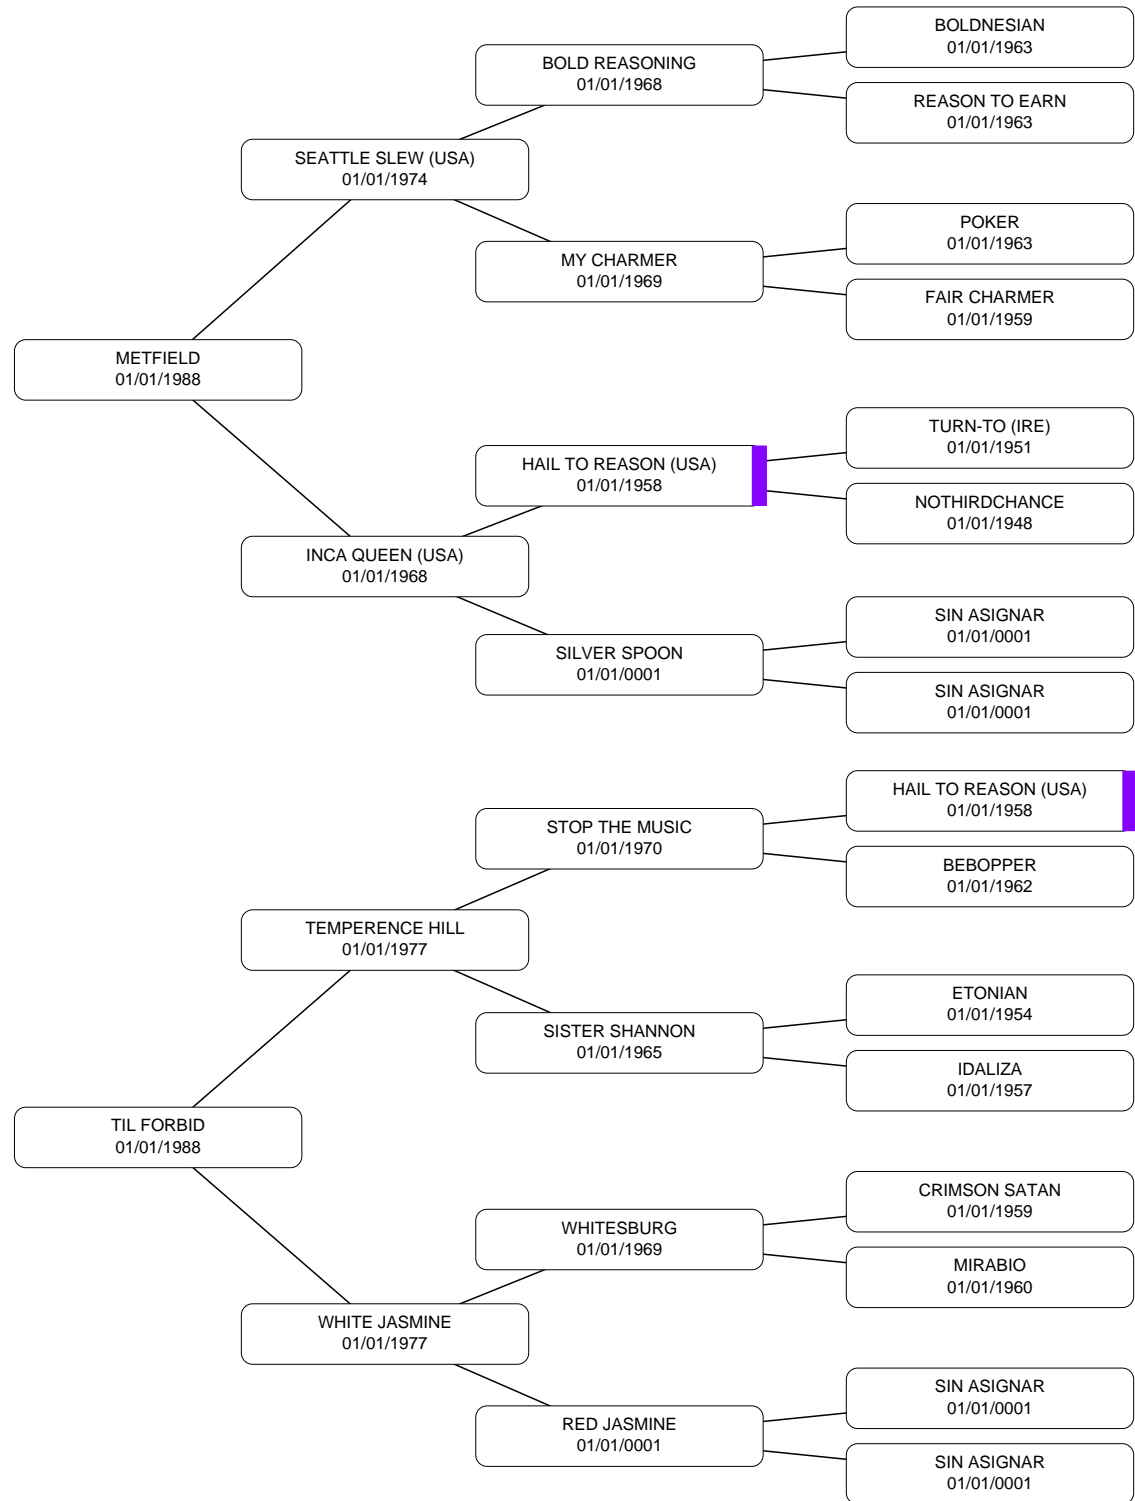 BOLDNESIAN
01/01/1963
BOLD REASONING
01/01/1968
REASON TO EARN
01/01/1963
SEATTLE SLEW (USA)
01/01/1974
POKER
01/01/1963
MY CHARMER
01/01/1969
FAIR CHARMER
01/01/1959
METFIELD
01/01/1988
TURN-TO (IRE)
01/01/1951
HAIL TO REASON (USA)
01/01/1958
NOTHIRDCHANCE
01/01/1948
INCA QUEEN (USA)
01/01/1968
SIN ASIGNAR
01/01/0001
SILVER SPOON
01/01/0001
SIN ASIGNAR
01/01/0001
HAIL TO REASON (USA)
01/01/1958
STOP THE MUSIC
01/01/1970
BEBOPPER
01/01/1962
TEMPERENCE HILL
01/01/1977
ETONIAN
01/01/1954
SISTER SHANNON
01/01/1965
IDALIZA
01/01/1957
TIL FORBID
01/01/1988
CRIMSON SATAN
01/01/1959
WHITESBURG
01/01/1969
MIRABIO
01/01/1960
WHITE JASMINE
01/01/1977
SIN ASIGNAR
01/01/0001
RED JASMINE
01/01/0001
SIN ASIGNAR
01/01/0001